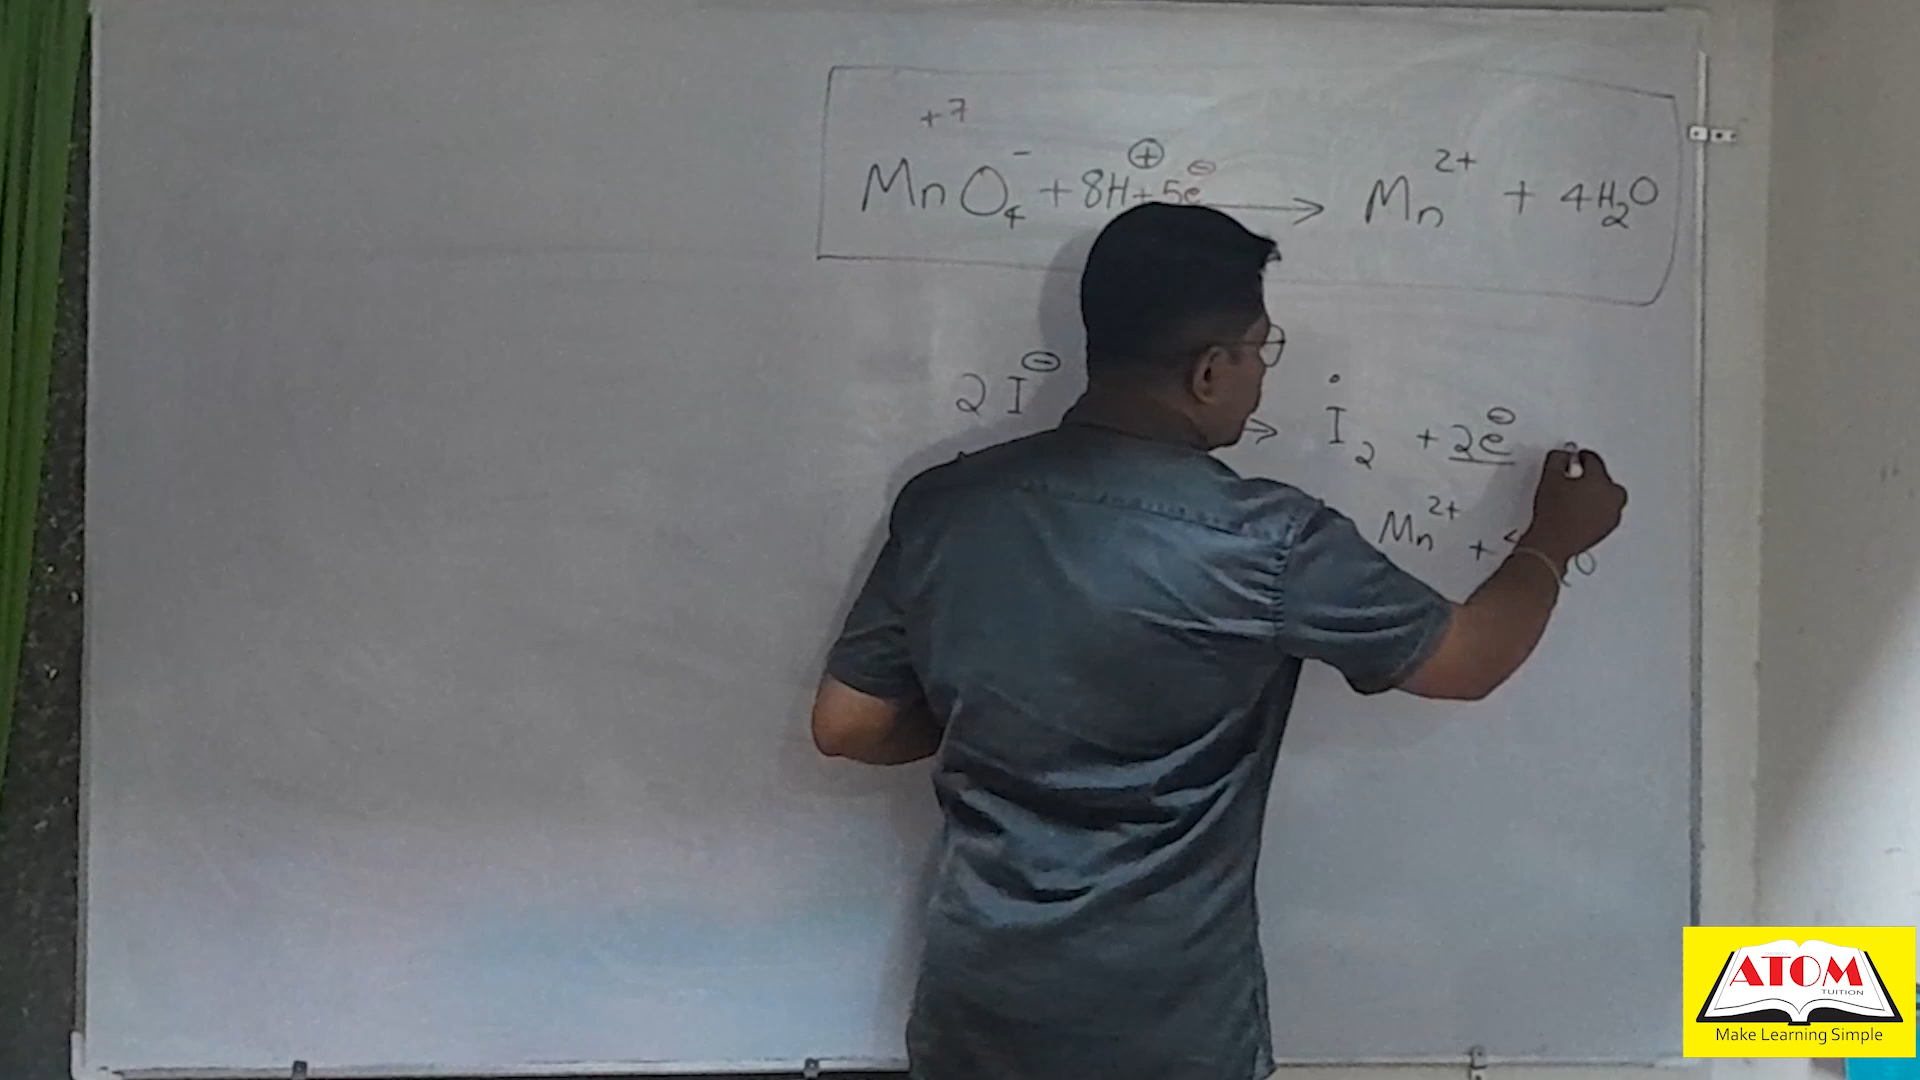 +7
MnO₄⁻ + 8H⊕ + 5e⊖ → Mn²⁺ + 4H₂O
2I⊖ → I₂ + 2e⊖
Mn²⁺ +
ATOM
TUITION
Make Learning Simple